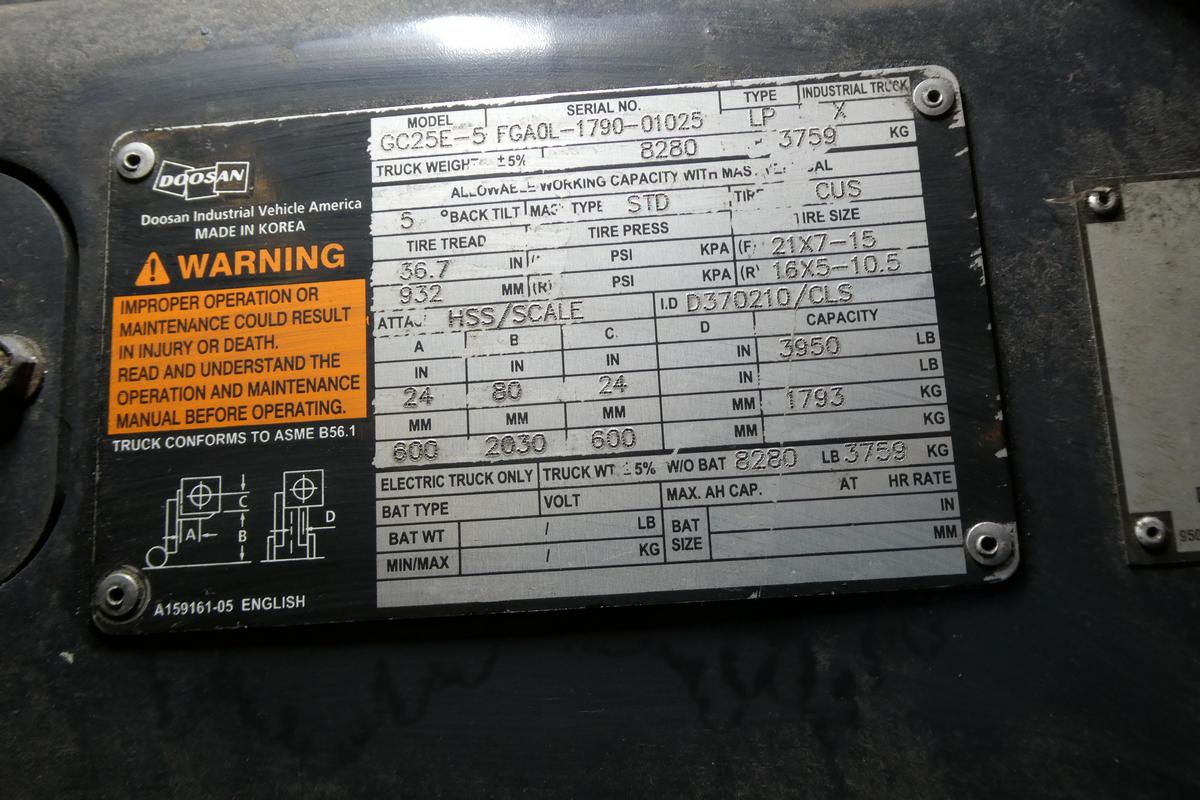 DOOSAN
Doosan Industrial Vehicle America
MADE IN KOREA
WARNING
IMPROPER OPERATION OR
MAINTENANCE COULD RESULT
IN INJURY OR DEATH.
READ AND UNDERSTAND THE
OPERATION AND MAINTENANCE
MANUAL BEFORE OPERATING.
TRUCK CONFORMS TO ASME B56.1
C
A B D
A159161-05 ENGLISH
MODEL SERIAL NO. TYPE INDUSTRIAL TRUCK
GC25E-5 FGA0L-1790-01025 LP X
TRUCK WEIGHT ±5% 8280 3759 KG
ALLOWABLE WORKING CAPACITY WITH
5 °BACK TILT TYPE STD CUS
TIRE TREAD TIRE PRESS TIRE SIZE
36.7 IN PSI KPA (F) 21X7-15
932 MM (R) PSI KPA (R) 16X5-10.5
HSS/SCALE I.D D370210/CLS
A B C D CAPACITY
IN IN IN IN 3950 LB
24 80 24 IN LB
MM MM MM MM 1793 KG
600 2030 600 MM KG
ELECTRIC TRUCK ONLY TRUCK WT ±5% W/O BAT 8280 LB 3759 KG
BAT TYPE VOLT MAX. AH CAP. AT HR RATE
BAT WT / LB BAT SIZE IN
MIN/MAX / KG MM
950